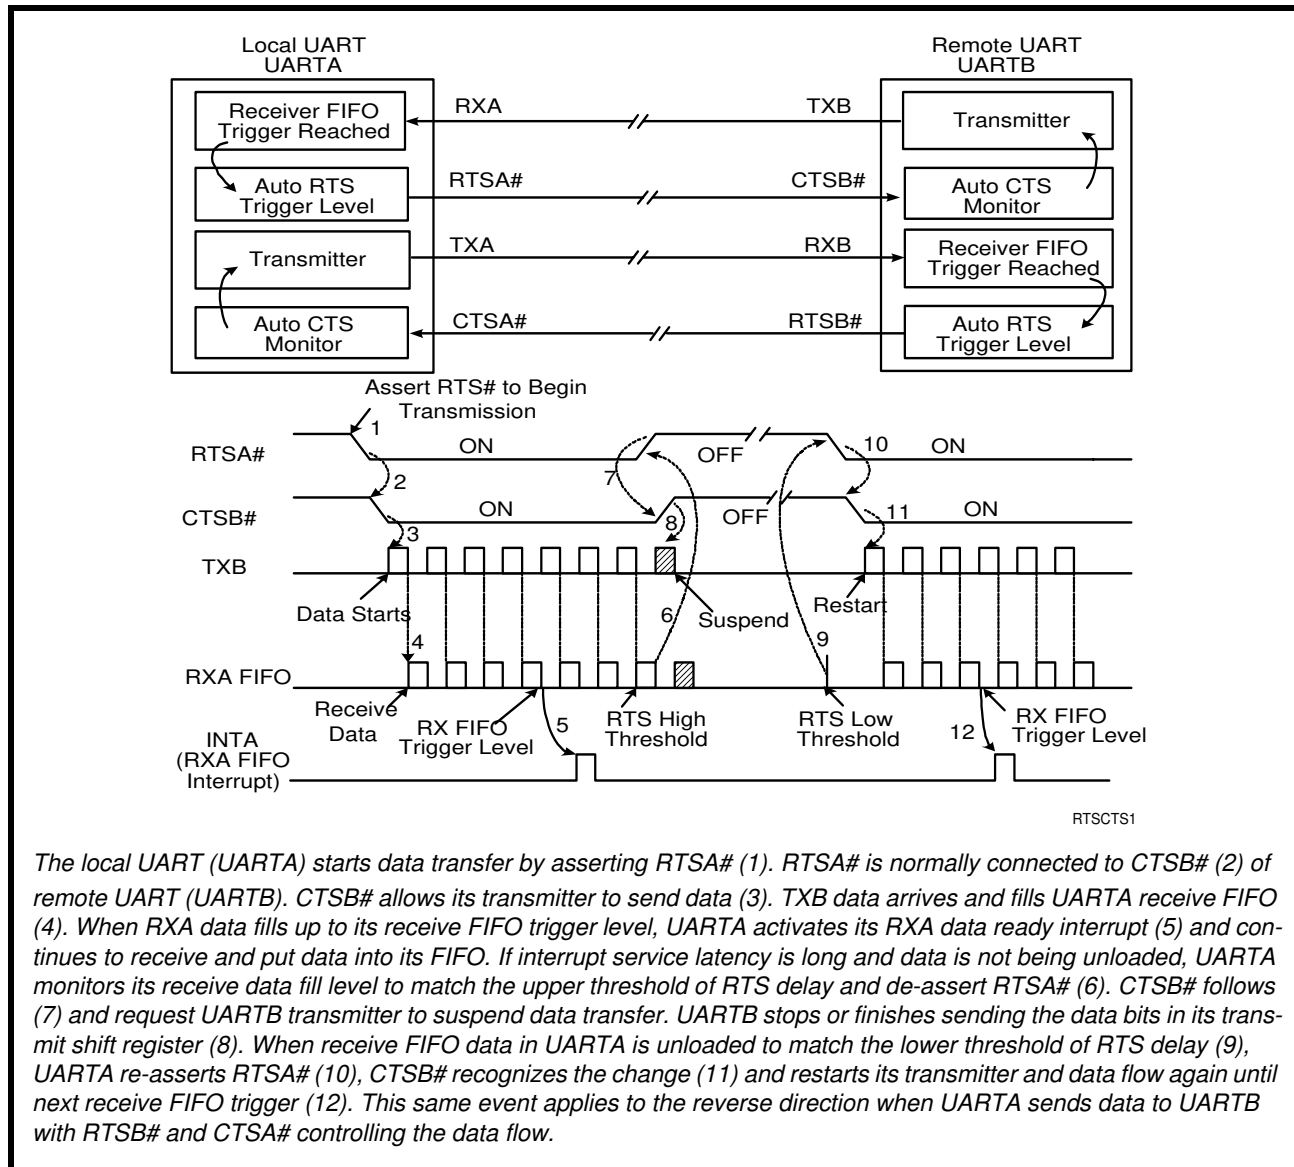 Local UART
UARTA
Remote UART
UARTB
Receiver FIFO
Trigger Reached
RXA
TXB
Transmitter
Auto RTS
Trigger Level
RTSA#
CTSB#
Auto CTS
Monitor
Transmitter
TXA
RXB
Receiver FIFO
Trigger Reached
Auto CTS
Monitor
CTSA#
RTSB#
Auto RTS
Trigger Level
Assert RTS# to Begin
Transmission
RTSA#
1
ON
OFF
10
ON
2
7
CTSB#
ON
OFF
11
3
8
TXB
Data Starts
6
Suspend
Restart
4
9
RXA FIFO
Receive
Data
RX FIFO
Trigger Level
5
RTS High
Threshold
RTS Low
Threshold
12
RX FIFO
Trigger Level
INTA
(RXA FIFO
Interrupt)
RTSCTS1
The local UART (UARTA) starts data transfer by asserting RTSA# (1). RTSA# is normally connected to CTSB# (2) of
remote UART (UARTB). CTSB# allows its transmitter to send data (3). TXB data arrives and fills UARTA receive FIFO
(4). When RXA data fills up to its receive FIFO trigger level, UARTA activates its RXA data ready interrupt (5) and con-
tinues to receive and put data into its FIFO. If interrupt service latency is long and data is not being unloaded, UARTA
monitors its receive data fill level to match the upper threshold of RTS delay and de-assert RTSA# (6). CTSB# follows
(7) and request UARTB transmitter to suspend data transfer. UARTB stops or finishes sending the data bits in its trans-
mit shift register (8). When receive FIFO data in UARTA is unloaded to match the lower threshold of RTS delay (9),
UARTA re-asserts RTSA# (10), CTSB# recognizes the change (11) and restarts its transmitter and data flow again until
next receive FIFO trigger (12). This same event applies to the reverse direction when UARTA sends data to UARTB
with RTSB# and CTSA# controlling the data flow.